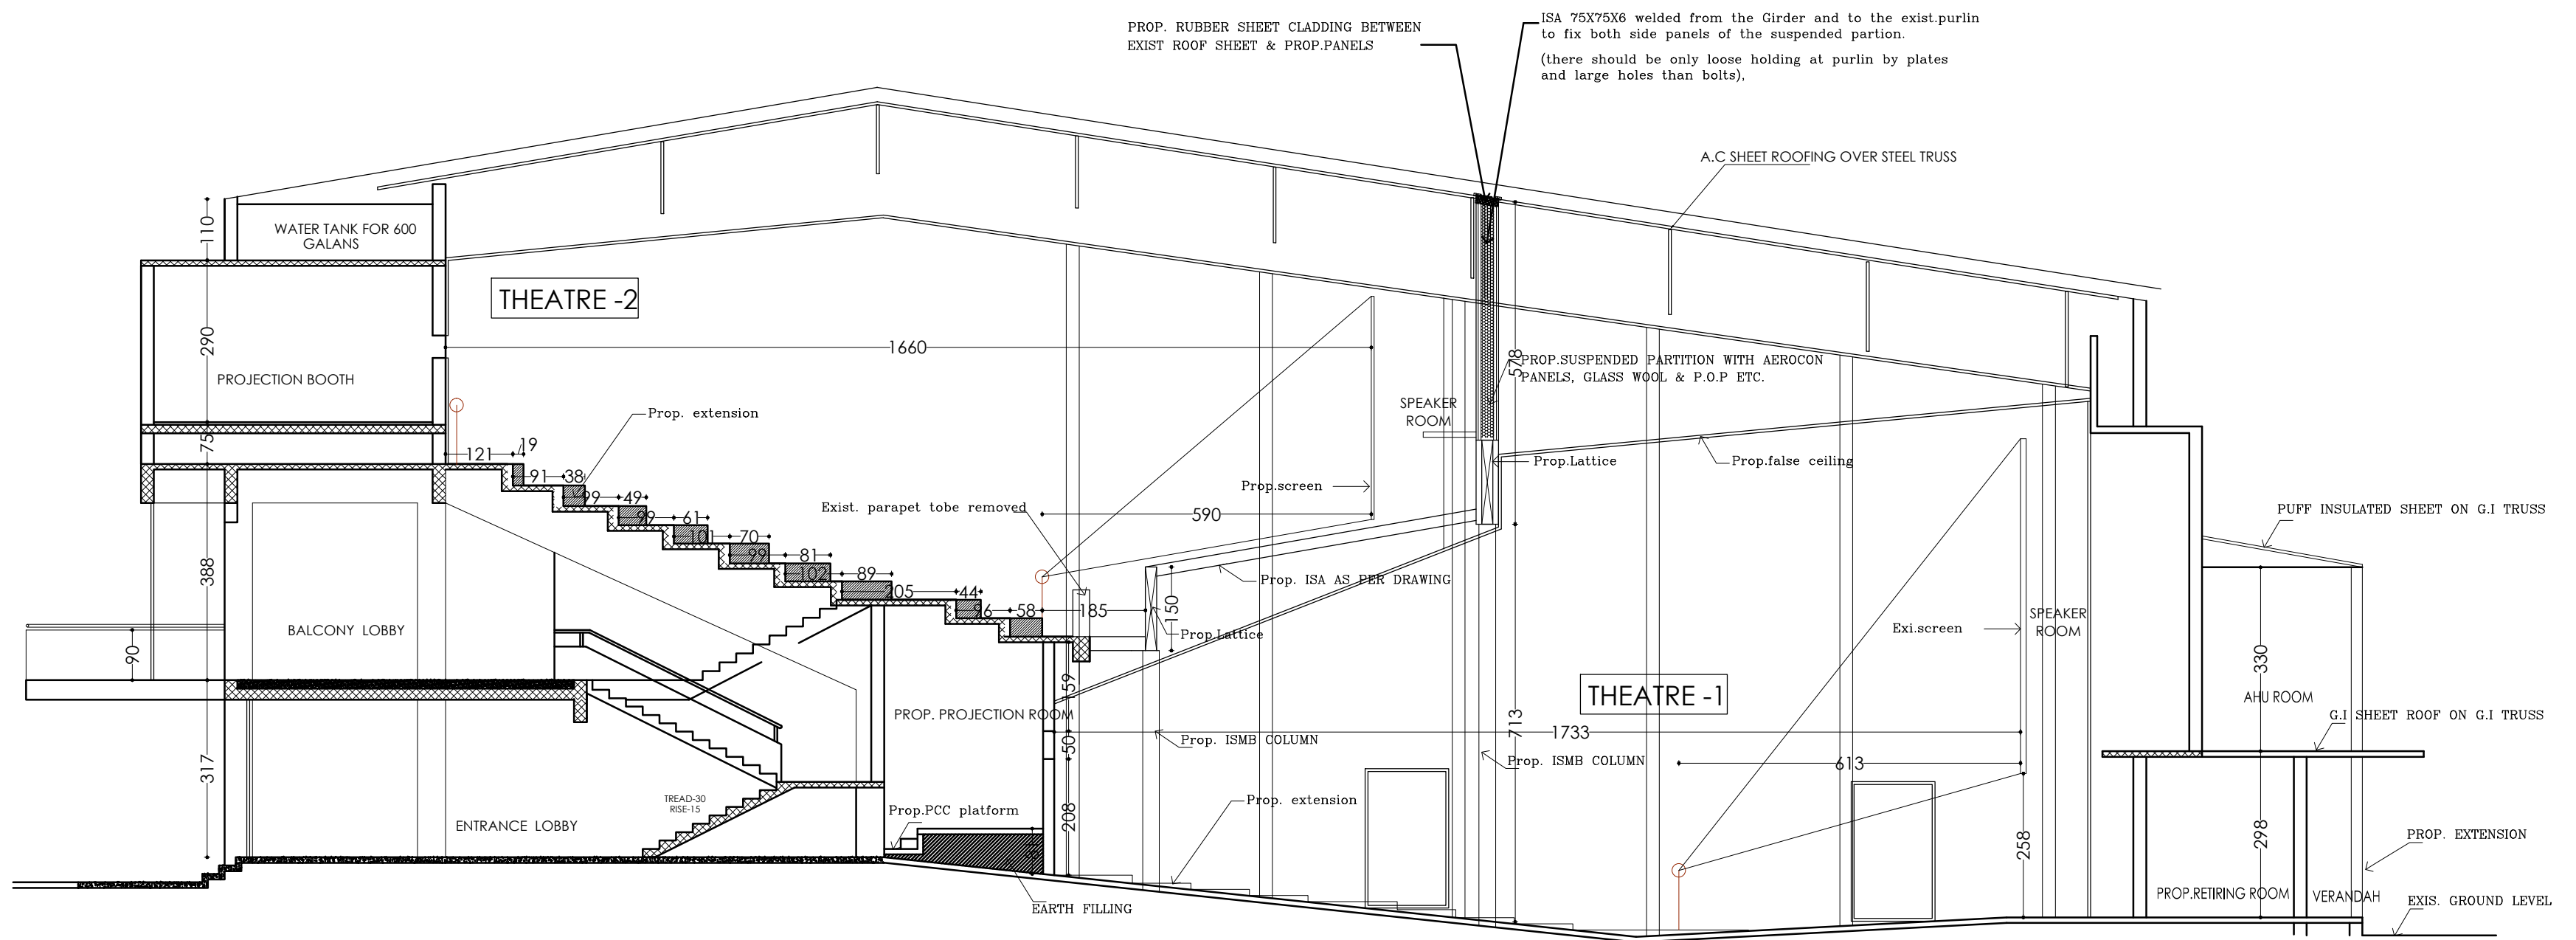 PROP. RUBBER SHEET CLADDING BETWEEN
EXIST ROOF SHEET & PROP.PANELS
ISA 75X75X6 welded from the Girder and to the exist.purlin
to fix both side panels of the suspended partion.
(there should be only loose holding at purlin by plates
and large holes than bolts),
A.C SHEET ROOFING OVER STEEL TRUSS
110
WATER TANK FOR 600
GALANS
THEATRE -2
290
PROJECTION BOOTH
1660
578
PROP.SUSPENDED PARTITION WITH AEROCON
PANELS, GLASS WOOL & P.O.P ETC.
SPEAKER
ROOM
Prop. extension
75
121
19
91
38
99
49
99
61
101
70
99
81
102
89
205
44
96
58
185
150
Prop.Lattice
Prop.false ceiling
Prop.screen
590
Exist. parapet tobe removed
PUFF INSULATED SHEET ON G.I TRUSS
388
Prop. ISA AS PER DRAWING
Prop.Lattice
BALCONY LOBBY
90
Exi.screen
SPEAKER
ROOM
330
AHU ROOM
159
PROP. PROJECTION ROOM
THEATRE -1
713
G.I SHEET ROOF ON G.I TRUSS
50
Prop. ISMB COLUMN
1733
Prop. ISMB COLUMN
613
317
TREAD-30
RISE-15
Prop.PCC platform
Prop. extension
208
258
298
ENTRANCE LOBBY
PROP. EXTENSION
PROP.RETIRING ROOM
VERANDAH
EARTH FILLING
EXIS. GROUND LEVEL